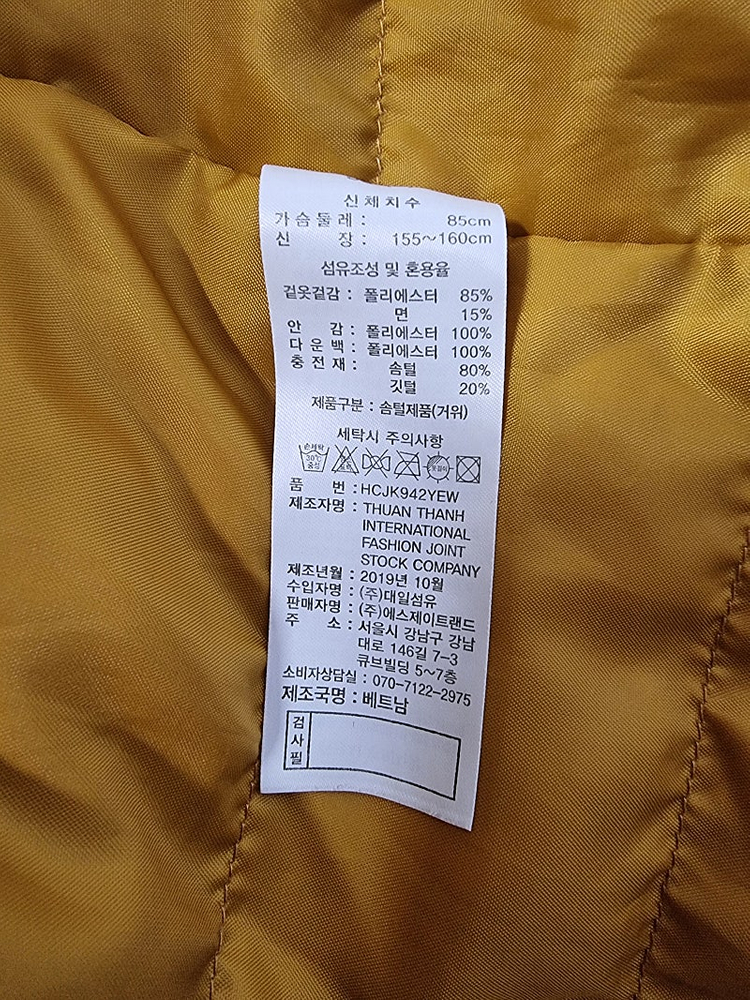 신체치수
가슴둘레 : 85cm
신 장 : 155~160cm
섬유조성 및 혼용율
겉옷겉감 : 폴리에스터 85%
면 15%
안 감 : 폴리에스터 100%
다 운 백 : 폴리에스터 100%
충 전 재 : 솜털 80%
깃털 20%
제품구분 : 솜털제품(거위)
세탁시 주의사항
손세탁
30℃
중성
품 번 : HCJK942YEW
제조자명 : THUAN THANH
INTERNATIONAL
FASHION JOINT
STOCK COMPANY
제조년월 : 2019년 10월
수입자명 : (주)대일섬유
판매자명 : (주)에스제이트랜드
주 소 : 서울시 강남구 강남
대로 146길 7-3
큐브빌딩 5~7층
소비자상담실 : 070-7122-2975
제조국명 : 베트남
검
사
필